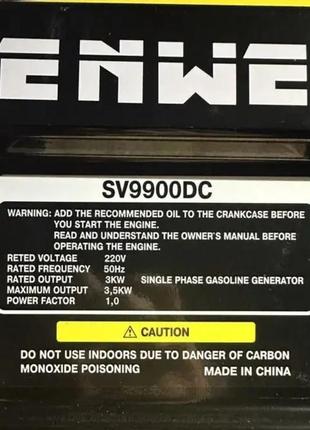 ENWE
SV9900DC
WARNING: ADD THE RECOMMENDED OIL TO THE CRANKCASE BEFORE
YOU START THE ENGINE.
READ AND UNDERSTAND THE OWNER'S MANUAL BEFORE
OPERATING THE ENGINE.
RETED VOLTAGE 220V
RATED FREQUENCY 50Hz
RATED OUTPUT 3KW SINGLE PHASE GASOLINE GENERATOR
MAXIMUM OUTPUT 3,5KW
POWER FACTOR 1,0
⚠ CAUTION
DO NOT USE INDOORS DUE TO DANGER OF CARBON
MONOXIDE POISONING MADE IN CHINA